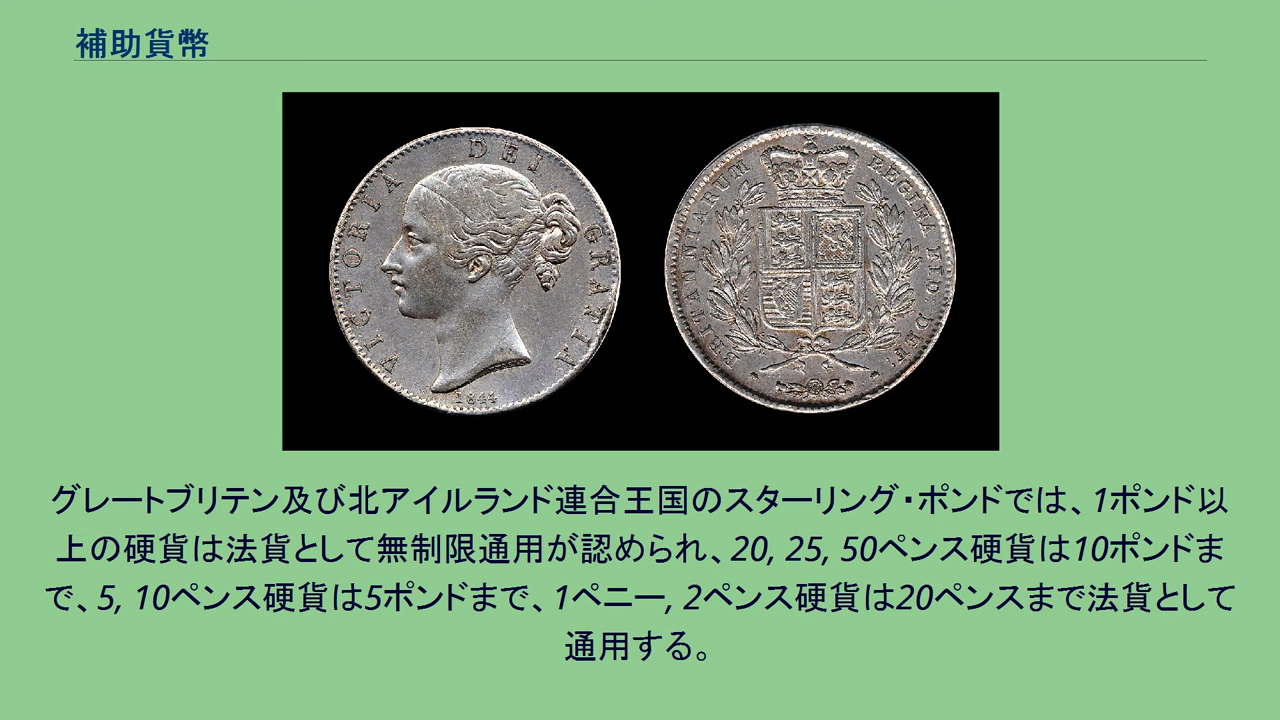 補助貨幣
VICTORIA DEI GRATIA
1844
BRITANNIARUM REGINA FID: DEF:
グレートブリテン及び北アイルランド連合王国のスターリング・ポンドでは、1ポンド以
上の硬貨は法貨として無制限通用が認められ、20, 25, 50ペンス硬貨は10ポンドま
で、5, 10ペンス硬貨は5ポンドまで、1ペニー, 2ペンス硬貨は20ペンスまで法貨として
通用する。